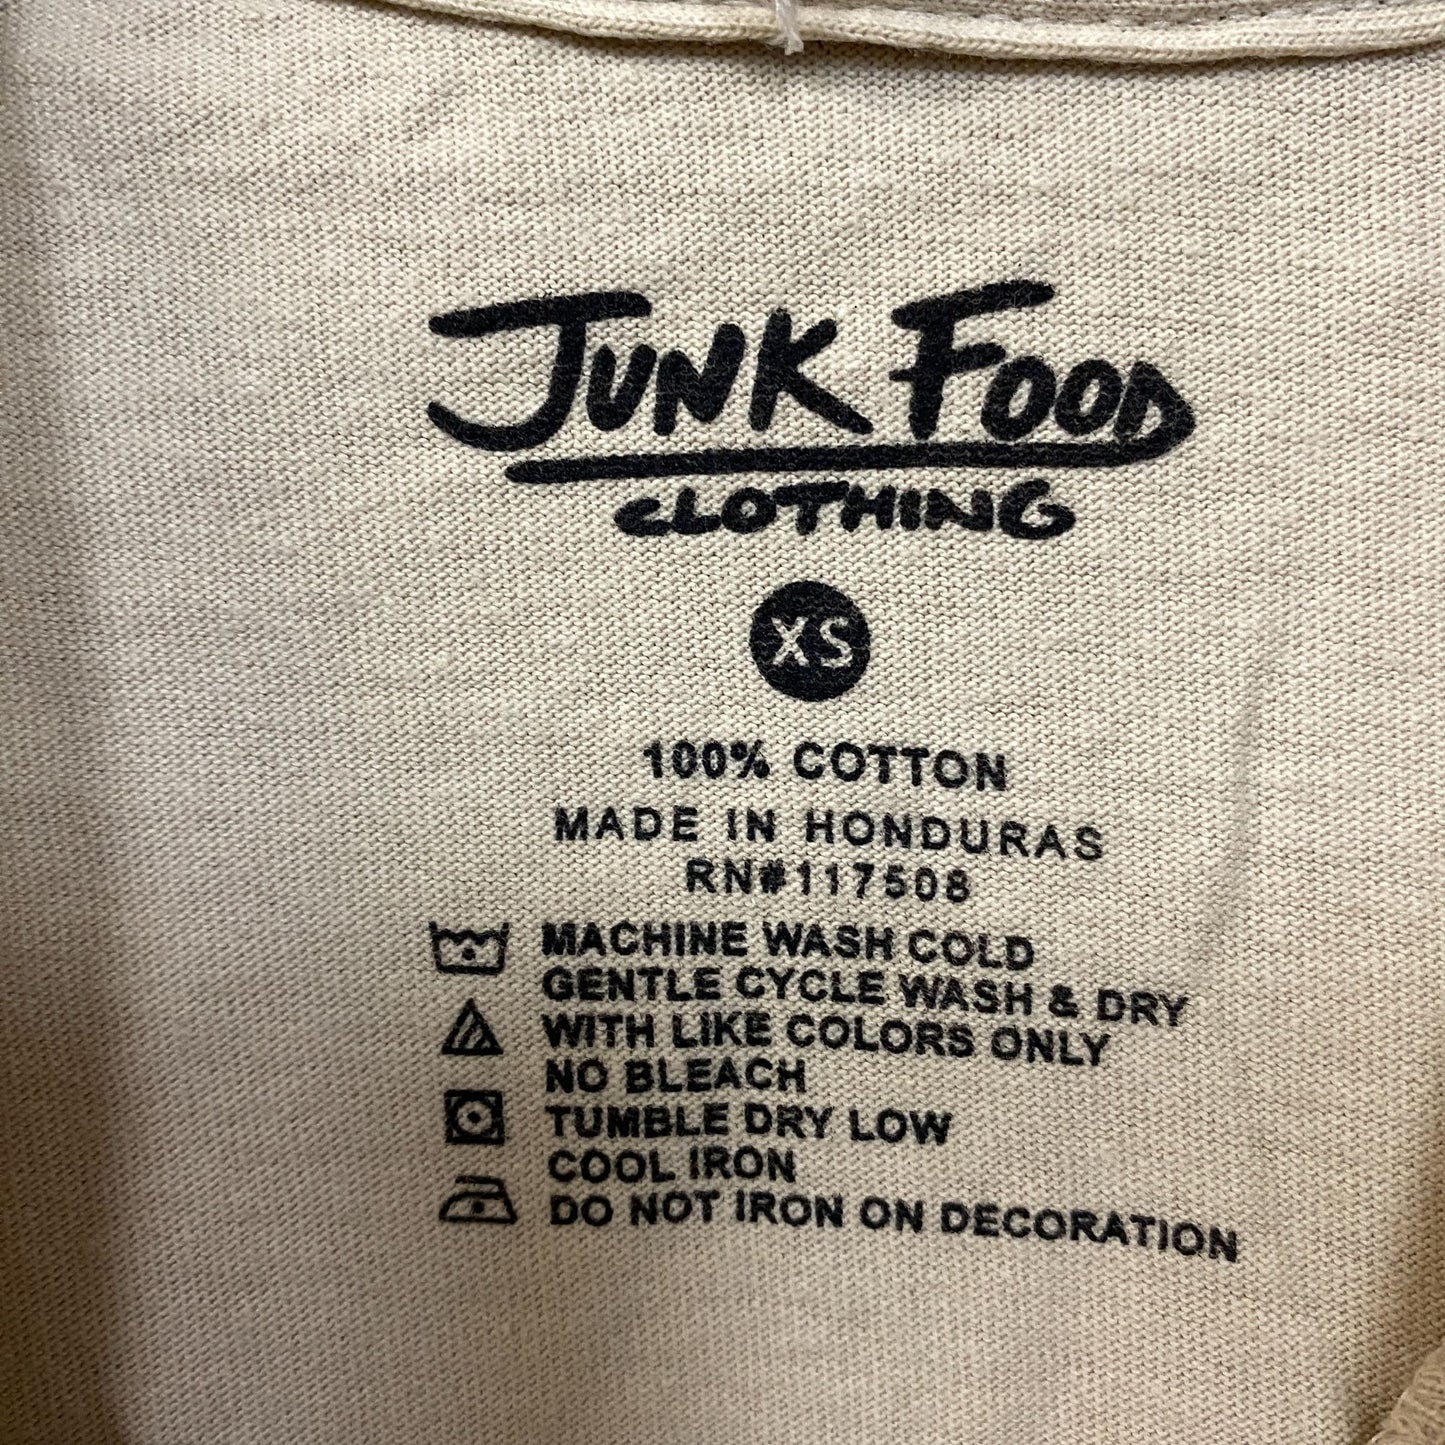 JUNK FOOD
CLOTHING
XS
100% COTTON
MADE IN HONDURAS
RN#117508
MACHINE WASH COLD
GENTLE CYCLE WASH & DRY
WITH LIKE COLORS ONLY
NO BLEACH
TUMBLE DRY LOW
COOL IRON
DO NOT IRON ON DECORATION